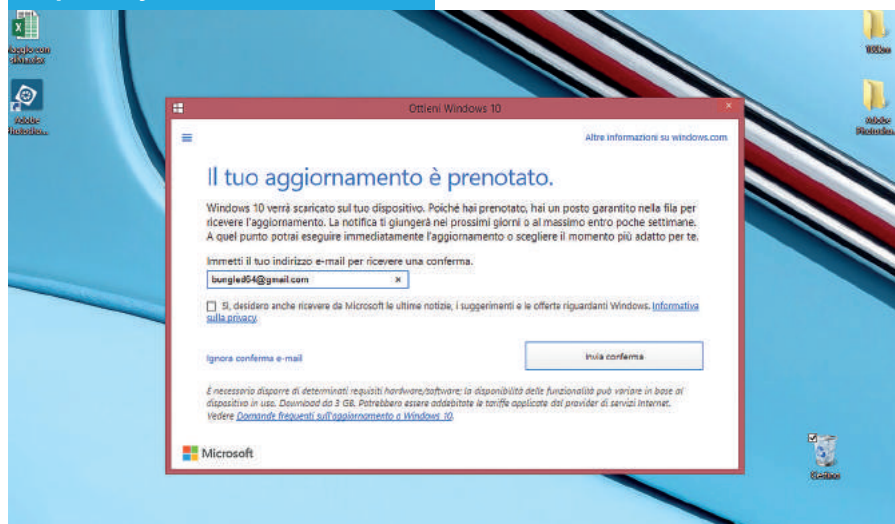 Ottieni Windows 10
Altre informazioni su windows.com
Il tuo aggiornamento è prenotato.
Windows 10 verrà scaricato sul tuo dispositivo. Poiché hai prenotato, hai un posto garantito nella fila per
ricevere l'aggiornamento. La notifica ti giungerà nei prossimi giorni o al massimo entro poche settimane.
A quel punto potrai eseguire immediatamente l'aggiornamento o scegliere il momento più adatto per te.
Immetti il tuo indirizzo e-mail per ricevere una conferma.
bungled64@gmail.com
Sì, desidero anche ricevere da Microsoft le ultime notizie, i suggerimenti e le offerte riguardanti Windows. Informativa
sulla privacy.
Ignora conferma e-mail
Invia conferma
È necessario disporre di determinati requisiti hardware/software; la disponibilità delle funzionalità può variare in base al
dispositivo in uso. Download da 3 GB. Potrebbero essere addebitate le tariffe applicate dal provider di servizi Internet.
Vedere Domande frequenti sull'aggiornamento a Windows 10.
Microsoft
Adobe
Photosho...
Adobe
Cestino